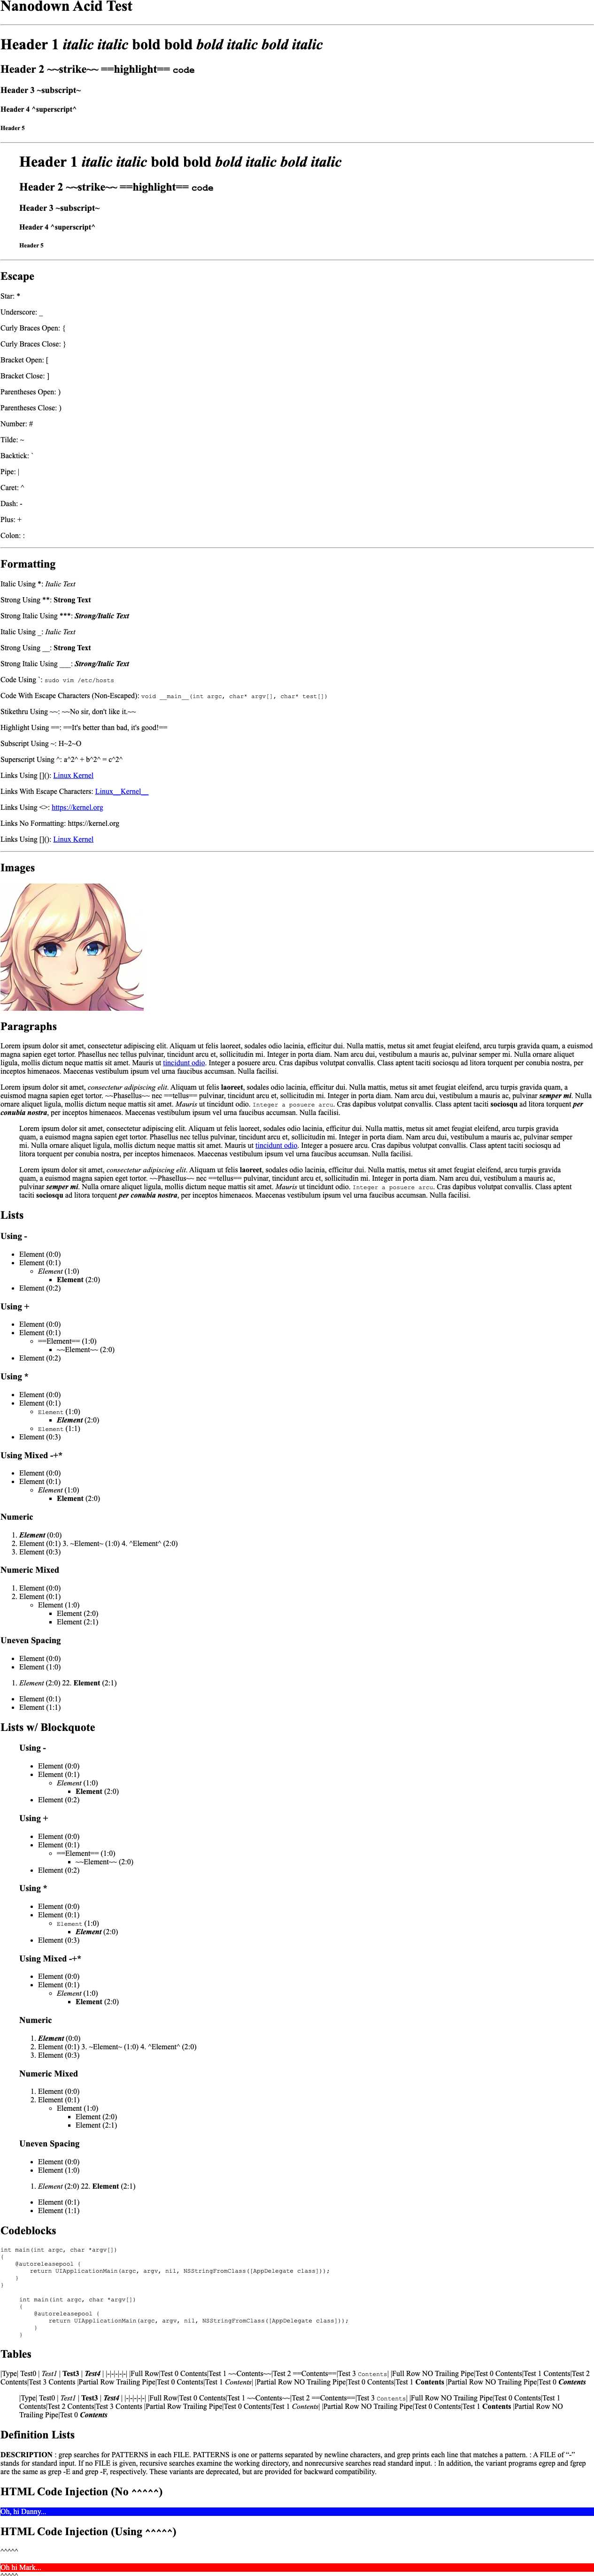 Nanodown Acid Test
Header 1 italic italic bold bold bold italic bold italic
Header 2 ~~strike~~ ==highlight== code
Header 3 ~subscript~
Header 4 ^superscript^
Header 5
Header 1 italic italic bold bold bold italic bold italic
Header 2 ~~strike~~ ==highlight== code
Header 3 ~subscript~
Header 4 ^superscript^
Header 5
Escape
Star: *
Underscore: _
Curly Braces Open: {
Curly Braces Close: }
Bracket Open: [
Bracket Close: ]
Parentheses Open: )
Parentheses Close: )
Number: #
Tilde: ~
Backtick: `
Pipe: |
Caret: ^
Dash: -
Plus: +
Colon: :
Formatting
Italic Using *: Italic Text
Strong Using **: Strong Text
Strong Italic Using ***: Strong/Italic Text
Italic Using _: Italic Text
Strong Using __: Strong Text
Strong Italic Using ___: Strong/Italic Text
Code Using `: sudo vim /etc/hosts
Code With Escape Characters (Non-Escaped): void __main__(int argc, char* argv[], char* test[])
Stikethru Using ~~: ~~No sir, don't like it.~~
Highlight Using ==: ==It's better than bad, it's good!==
Subscript Using ~: H~2~O
Superscript Using ^: a^2^ + b^2^ = c^2^
Links Using [](): Linux Kernel
Links With Escape Characters: Linux__Kernel__
Links Using <>: https://kernel.org
Links No Formatting: https://kernel.org
Links Using [](): Linux Kernel
Images
Paragraphs
Lorem ipsum dolor sit amet, consectetur adipiscing elit. Aliquam ut felis laoreet, sodales odio lacinia, efficitur dui. Nulla mattis, metus sit amet feugiat eleifend, arcu turpis gravida quam, a euismod
magna sapien eget tortor. Phasellus nec tellus pulvinar, tincidunt arcu et, sollicitudin mi. Integer in porta diam. Nam arcu dui, vestibulum a mauris ac, pulvinar semper mi. Nulla ornare aliquet
ligula, mollis dictum neque mattis sit amet. Mauris ut tincidunt odio. Integer a posuere arcu. Cras dapibus volutpat convallis. Class aptent taciti sociosqu ad litora torquent per conubia nostra, per
inceptos himenaeos. Maecenas vestibulum ipsum vel urna faucibus accumsan. Nulla facilisi.
Lorem ipsum dolor sit amet, consectetur adipiscing elit. Aliquam ut felis laoreet, sodales odio lacinia, efficitur dui. Nulla mattis, metus sit amet feugiat eleifend, arcu turpis gravida quam, a
euismod magna sapien eget tortor. ~~Phasellus~~ nec ==tellus== pulvinar, tincidunt arcu et, sollicitudin mi. Integer in porta diam. Nam arcu dui, vestibulum a mauris ac, pulvinar semper mi. Nulla
ornare aliquet ligula, mollis dictum neque mattis sit amet. Mauris ut tincidunt odio. Integer a posuere arcu. Cras dapibus volutpat convallis. Class aptent taciti sociosqu ad litora torquent per
conubia nostra, per inceptos himenaeos. Maecenas vestibulum ipsum vel urna faucibus accumsan. Nulla facilisi.
Lorem ipsum dolor sit amet, consectetur adipiscing elit. Aliquam ut felis laoreet, sodales odio lacinia, efficitur dui. Nulla mattis, metus sit amet feugiat eleifend, arcu turpis gravida
quam, a euismod magna sapien eget tortor. Phasellus nec tellus pulvinar, tincidunt arcu et, sollicitudin mi. Integer in porta diam. Nam arcu dui, vestibulum a mauris ac, pulvinar semper
mi. Nulla ornare aliquet ligula, mollis dictum neque mattis sit amet. Mauris ut tincidunt odio. Integer a posuere arcu. Cras dapibus volutpat convallis. Class aptent taciti sociosqu ad
litora torquent per conubia nostra, per inceptos himenaeos. Maecenas vestibulum ipsum vel urna faucibus accumsan. Nulla facilisi.
Lorem ipsum dolor sit amet, consectetur adipiscing elit. Aliquam ut felis laoreet, sodales odio lacinia, efficitur dui. Nulla mattis, metus sit amet feugiat eleifend, arcu turpis gravida
quam, a euismod magna sapien eget tortor. ~~Phasellus~~ nec ==tellus== pulvinar, tincidunt arcu et, sollicitudin mi. Integer in porta diam. Nam arcu dui, vestibulum a mauris ac,
pulvinar semper mi. Nulla ornare aliquet ligula, mollis dictum neque mattis sit amet. Mauris ut tincidunt odio. Integer a posuere arcu. Cras dapibus volutpat convallis. Class aptent
taciti sociosqu ad litora torquent per conubia nostra, per inceptos himenaeos. Maecenas vestibulum ipsum vel urna faucibus accumsan. Nulla facilisi.
Lists
Using -
Element (0:0)
Element (0:1)
Element (1:0)
Element (2:0)
Element (0:2)
Using +
Element (0:0)
Element (0:1)
==Element== (1:0)
~~Element~~ (2:0)
Element (0:2)
Using *
Element (0:0)
Element (0:1)
Element (1:0)
Element (2:0)
Element (1:1)
Element (0:3)
Using Mixed -+*
Element (0:0)
Element (0:1)
Element (1:0)
Element (2:0)
Numeric
1. Element (0:0)
2. Element (0:1) 3. ~Element~ (1:0) 4. ^Element^ (2:0)
3. Element (0:3)
Numeric Mixed
1. Element (0:0)
2. Element (0:1)
Element (1:0)
Element (2:0)
Element (2:1)
Uneven Spacing
Element (0:0)
Element (1:0)
1. Element (2:0) 22. Element (2:1)
Element (0:1)
Element (1:1)
Lists w/ Blockquote
Using -
Element (0:0)
Element (0:1)
Element (1:0)
Element (2:0)
Element (0:2)
Using +
Element (0:0)
Element (0:1)
==Element== (1:0)
~~Element~~ (2:0)
Element (0:2)
Using *
Element (0:0)
Element (0:1)
Element (1:0)
Element (2:0)
Element (0:3)
Using Mixed -+*
Element (0:0)
Element (0:1)
Element (1:0)
Element (2:0)
Numeric
1. Element (0:0)
2. Element (0:1) 3. ~Element~ (1:0) 4. ^Element^ (2:0)
3. Element (0:3)
Numeric Mixed
1. Element (0:0)
2. Element (0:1)
Element (1:0)
Element (2:0)
Element (2:1)
Uneven Spacing
Element (0:0)
Element (1:0)
1. Element (2:0) 22. Element (2:1)
Element (0:1)
Element (1:1)
Codeblocks
int main(int argc, char *argv[])
{
@autoreleasepool {
return UIApplicationMain(argc, argv, nil, NSStringFromClass([AppDelegate class]));
}
}
int main(int argc, char *argv[])
{
@autoreleasepool {
return UIApplicationMain(argc, argv, nil, NSStringFromClass([AppDelegate class]));
}
}
Tables
|Type| Test0 | Test1 | Test3 | Test4 | |-|-|-|-|-| |Full Row|Test 0 Contents|Test 1 ~~Contents~~|Test 2 ==Contents==|Test 3 Contents| |Full Row NO Trailing Pipe|Test 0 Contents|Test 1 Contents|Test 2
Contents|Test 3 Contents |Partial Row Trailing Pipe|Test 0 Contents|Test 1 Contents| |Partial Row NO Trailing Pipe|Test 0 Contents|Test 1 Contents |Partial Row NO Trailing Pipe|Test 0 Contents
|Type| Test0 | Test1 | Test3 | Test4 | |-|-|-|-|-| |Full Row|Test 0 Contents|Test 1 ~~Contents~~|Test 2 ==Contents==|Test 3 Contents| |Full Row NO Trailing Pipe|Test 0 Contents|Test 1
Contents|Test 2 Contents|Test 3 Contents |Partial Row Trailing Pipe|Test 0 Contents|Test 1 Contents| |Partial Row NO Trailing Pipe|Test 0 Contents|Test 1 Contents |Partial Row NO
Trailing Pipe|Test 0 Contents
Definition Lists
DESCRIPTION : grep searches for PATTERNS in each FILE. PATTERNS is one or patterns separated by newline characters, and grep prints each line that matches a pattern. : A FILE of “-”
stands for standard input. If no FILE is given, recursive searches examine the working directory, and nonrecursive searches read standard input. : In addition, the variant programs egrep and fgrep
are the same as grep -E and grep -F, respectively. These variants are deprecated, but are provided for backward compatibility.
HTML Code Injection (No ^^^^^)
Oh, hi Danny...
HTML Code Injection (Using ^^^^^)
^^^^^
Oh hi Mark...
^^^^^